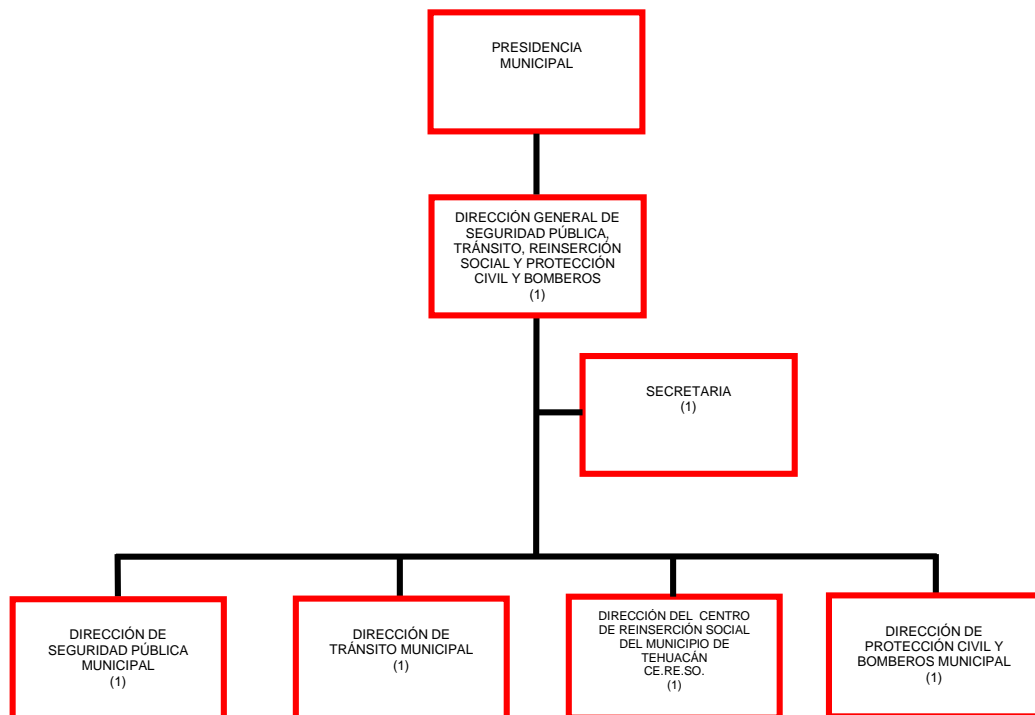 PRESIDENCIA
MUNICIPAL
DIRECCIÓN GENERAL DE
SEGURIDAD PÚBLICA,
TRÁNSITO, REINSERCIÓN
SOCIAL Y PROTECCIÓN
CIVIL Y BOMBEROS
(1)
SECRETARIA
(1)
DIRECCIÓN DE
SEGURIDAD PÚBLICA
MUNICIPAL
(1)
DIRECCIÓN DE
TRÁNSITO MUNICIPAL
(1)
DIRECCIÓN DEL CENTRO
DE REINSERCIÓN SOCIAL
DEL MUNICIPIO DE
TEHUACÁN
CE.RE.SO.
(1)
DIRECCIÓN DE
PROTECCIÓN CIVIL Y
BOMBEROS MUNICIPAL
(1)